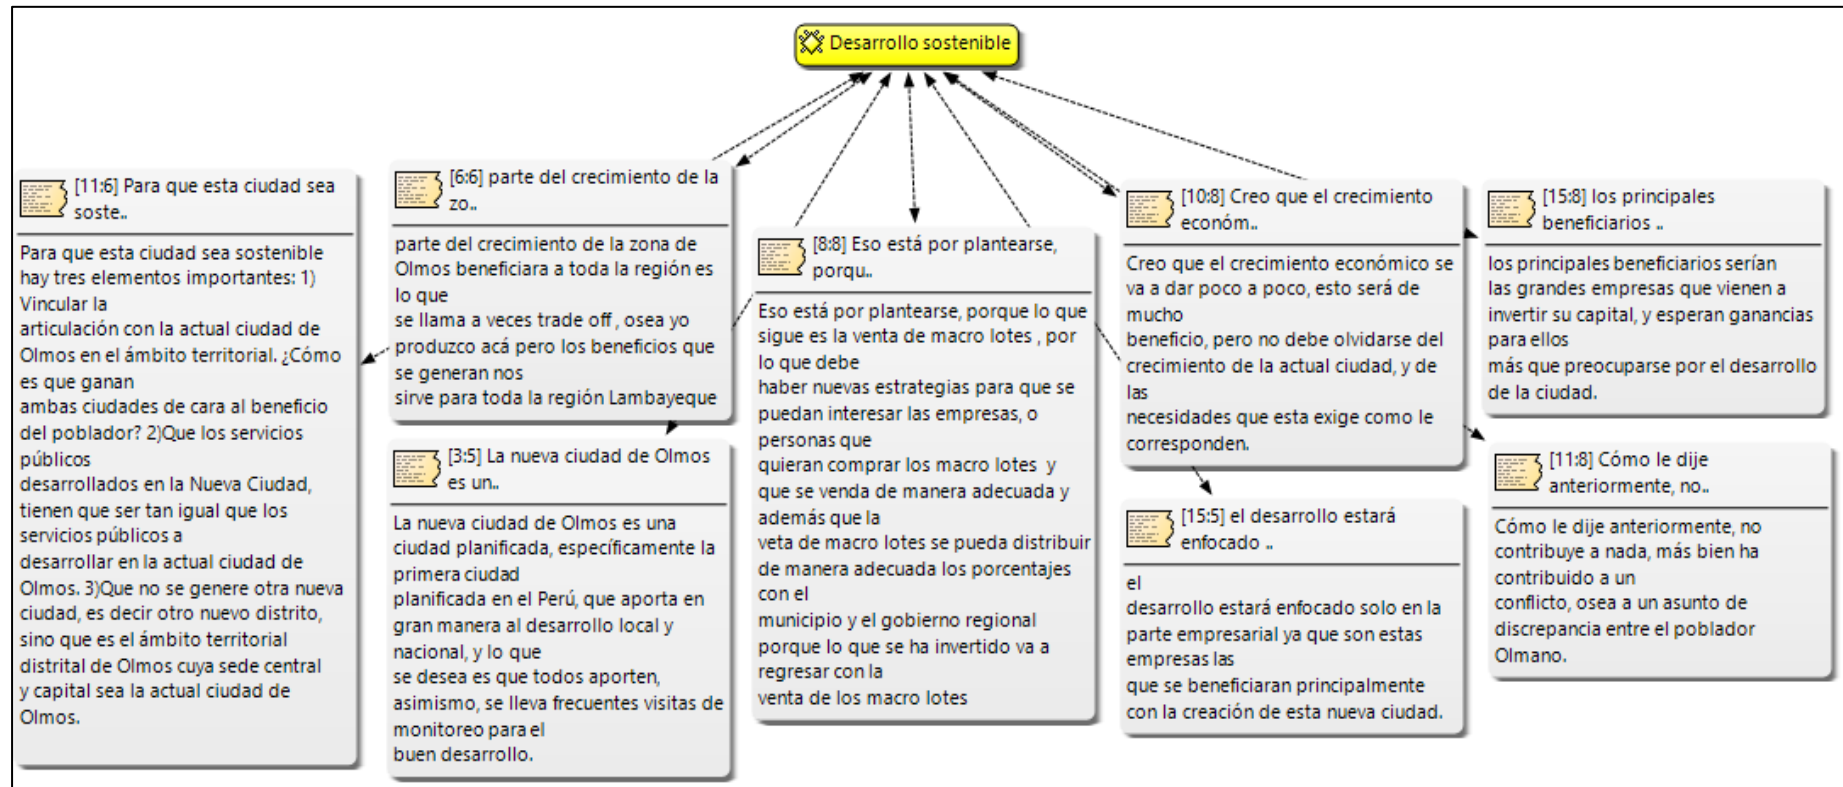 Desarrollo sostenible
[11:6] Para que esta ciudad sea
soste..
Para que esta ciudad sea sostenible
hay tres elementos importantes: 1)
Vincular la
articulación con la actual ciudad de
Olmos en el ámbito territorial. ¿Cómo
es que ganan
ambas ciudades de cara al beneficio
del poblador? 2)Que los servicios
públicos
desarrollados en la Nueva Ciudad,
tienen que ser tan igual que los
servicios públicos a
desarrollar en la actual ciudad de
Olmos. 3)Que no se genere otra nueva
ciudad, es decir otro nuevo distrito,
sino que es el ámbito territorial
distrital de Olmos cuya sede central
y capital sea la actual ciudad de
Olmos.
[6:6] parte del crecimiento de la
zo..
parte del crecimiento de la zona de
Olmos beneficiara a toda la región es
lo que
se llama a veces trade off , osea yo
produzco acá pero los beneficios que
se generan nos
sirve para toda la región Lambayeque
[3:5] La nueva ciudad de Olmos
es un..
La nueva ciudad de Olmos es una
ciudad planificada, específicamente la
primera ciudad
planificada en el Perú, que aporta en
gran manera al desarrollo local y
nacional, y lo que
se desea es que todos aporten,
asimismo, se lleva frecuentes visitas de
monitoreo para el
buen desarrollo.
[8:8] Eso está por plantearse,
porqu..
Eso está por plantearse, porque lo que
sigue es la venta de macro lotes , por
lo que debe
haber nuevas estrategias para que se
puedan interesar las empresas, o
personas que
quieran comprar los macro lotes y
que se venda de manera adecuada y
además que la
veta de macro lotes se pueda distribuir
de manera adecuada los porcentajes
con el
municipio y el gobierno regional
porque lo que se ha invertido va a
regresar con la
venta de los macro lotes
[10:8] Creo que el crecimiento
económ..
Creo que el crecimiento económico se
va a dar poco a poco, esto será de
mucho
beneficio, pero no debe olvidarse del
crecimiento de la actual ciudad, y de
las
necesidades que esta exige como le
corresponden.
[15:5] el desarrollo estará
enfocado ..
el
desarrollo estará enfocado solo en la
parte empresarial ya que son estas
empresas las
que se beneficiaran principalmente
con la creación de esta nueva ciudad.
[15:8] los principales
beneficiarios ..
los principales beneficiarios serían
las grandes empresas que vienen a
invertir su capital, y esperan ganancias
para ellos
más que preocuparse por el desarrollo
de la ciudad.
[11:8] Cómo le dije
anteriormente, no..
Cómo le dije anteriormente, no
contribuye a nada, más bien ha
contribuido a un
conflicto, osea a un asunto de
discrepancia entre el poblador
Olmano.